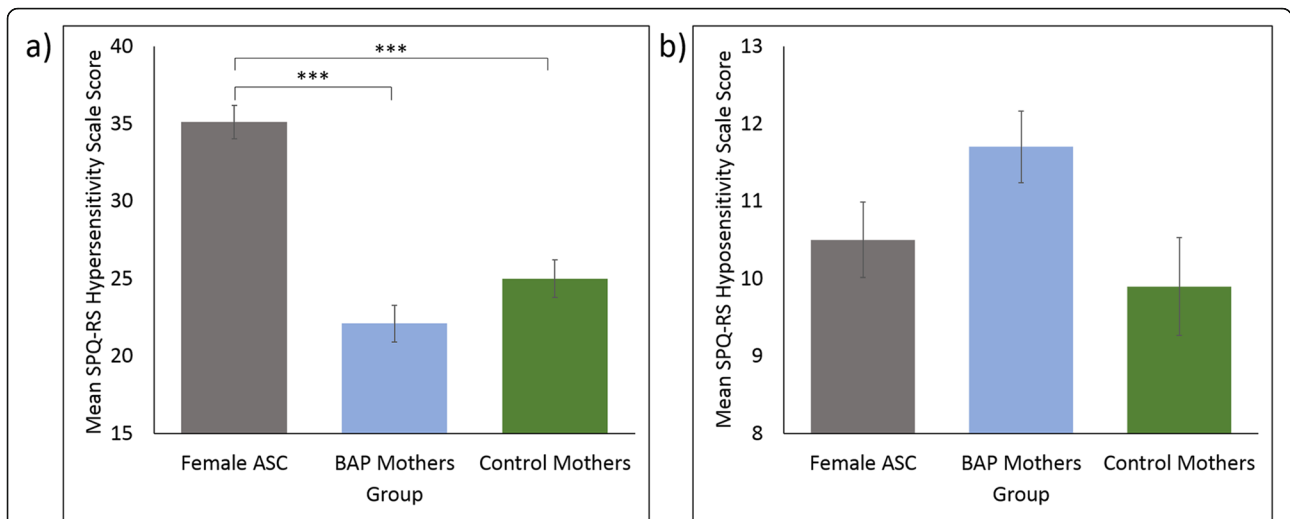 a)
Mean SPQ-RS Hypersensitivity Scale Score
40
35
30
25
20
15
***
***
Female ASC
BAP Mothers
Control Mothers
Group
b)
Mean SPQ-RS Hyposensitivity Scale Score
13
12
11
10
9
8
Female ASC
BAP Mothers
Control Mothers
Group